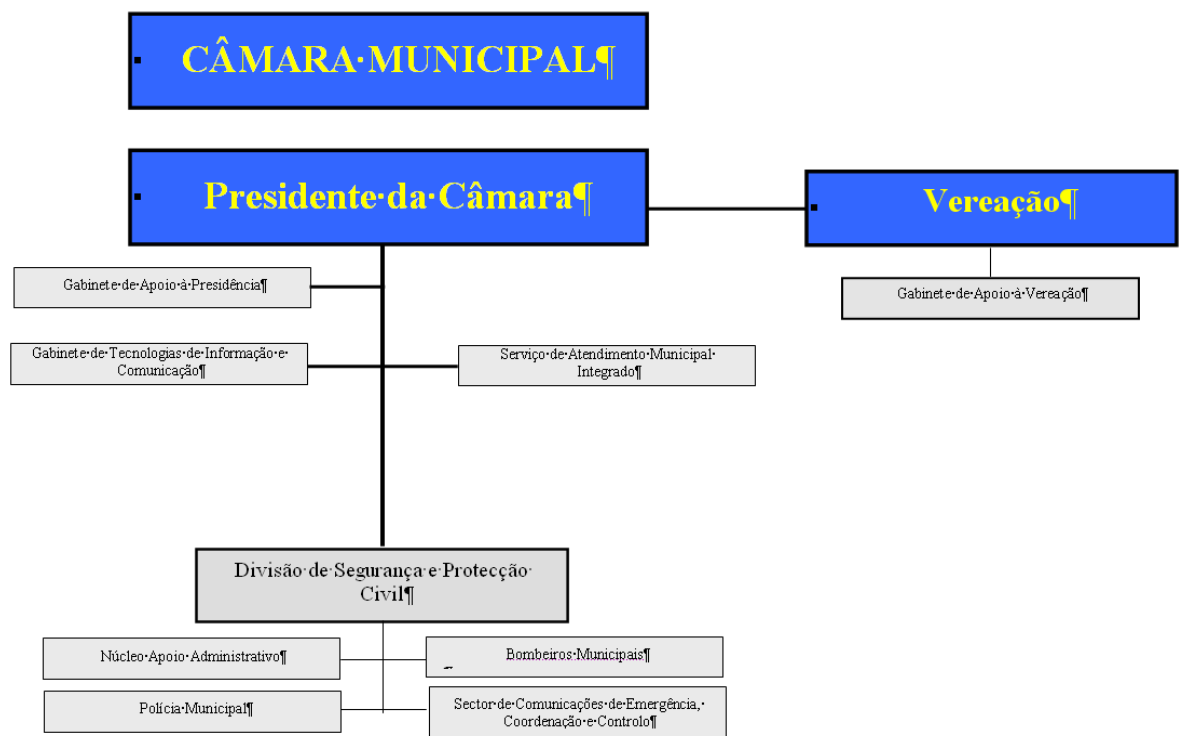 ▪ CÂMARA·MUNICIPAL¶
▪ Presidente·da·Câmara¶
▪ Vereação¶
Gabinete·de·Apoio·à·Presidência¶
Gabinete·de·Apoio·à·Vereação¶
Gabinete·de·Tecnologias·de·Informação·e·
Comunicação¶
Serviço·de·Atendimento·Municipal·
Integrado¶
Divisão·de·Segurança·e·Protecção·
Civil¶
Núcleo·Apoio·Administrativo¶
Bombeiros·Municipais¶
Polícia·Municipal¶
Sector·de·Comunicações·de·Emergência,·
Coordenação·e·Controlo¶